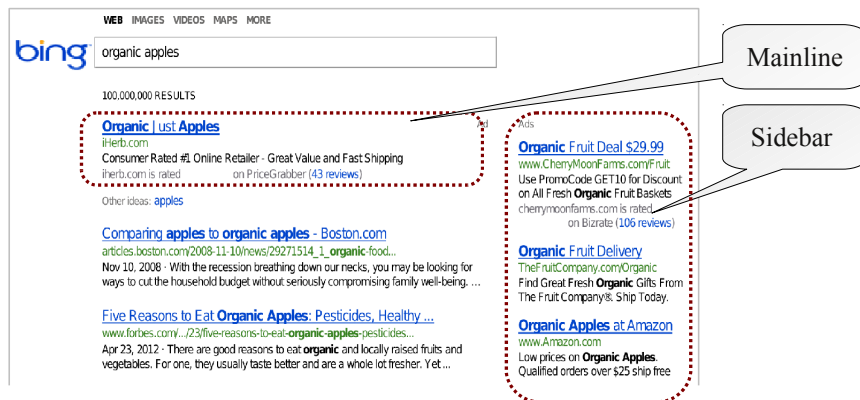 WEB IMAGES VIDEOS MAPS MORE
bing
organic apples
100.000,000 RESULTS
Organic Just Apples
Ad
iHerb.com
Consumer Rated #1 Online Retailer - Great Value and Fast Shipping
iherb.com is rated on PriceGrabber (43 reviews)
Other ideas: apples
Comparing apples to organic apples - Boston.com
articles.boston.com/2008-11-10/news/29271514_1_organic-food...
Nov 10, 2008 · With the recession breathing down our necks, you may be looking for
ways to cut the household budget without seriously compromising family well-being. ...
Five Reasons to Eat Organic Apples: Pesticides, Healthy ...
www.forbes.com/.../23/five-reasons-to-eat-organic-apples-pesticides...
Apr 23, 2012 · There are good reasons to eat organic and locally raised fruits and
vegetables. For one, they usually taste better and are a whole lot fresher. Yet ...
Ads
Organic Fruit Deal $29.99
www.CherryMoonFarms.com/Fruit
Use PromoCode GET10 for Discount
on All Fresh Organic Fruit Baskets
cherrymoonfarms.com is rated
on Bizrate (106 reviews)
Organic Fruit Delivery
TheFruitCompany.com/Organic
Find Great Fresh Organic Gifts From
The Fruit Company®. Ship Today.
Organic Apples at Amazon
www.Amazon.com
Low prices on Organic Apples.
Qualified orders over $25 ship free
Mainline
Sidebar